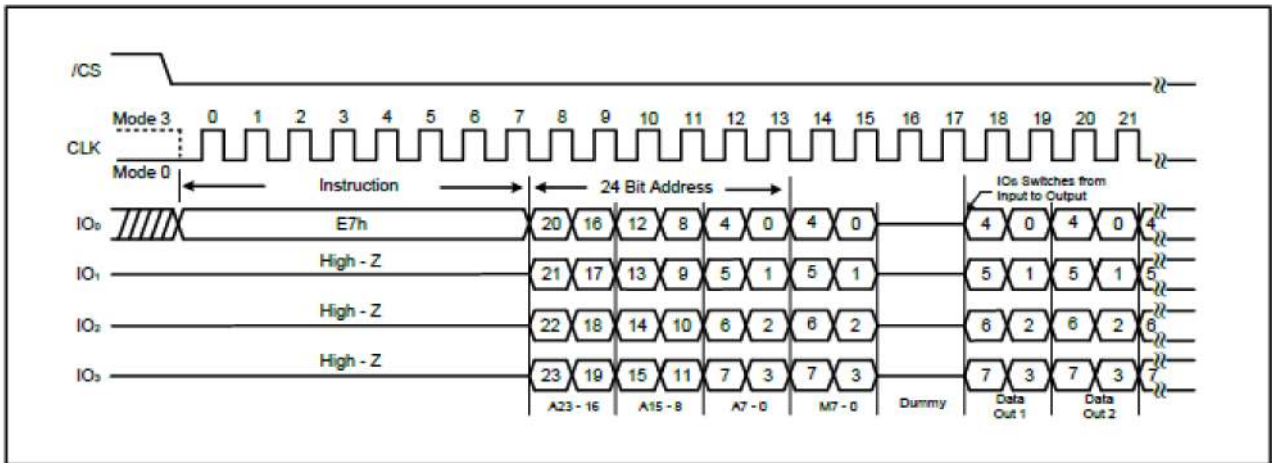 /CS
Mode 3 0 1 2 3 4 5 6 7 8 9 10 11 12 13 14 15 16 17 18 19 20 21
CLK
Mode 0
Instruction 24 Bit Address
IOs Switches from
Input to Output
IO₀ E7h 20 16 12 8 4 0 4 0 4 0 4 0 4
High - Z
IO₁ 21 17 13 9 5 1 5 1 5 1 5 1 5
High - Z
IO₂ 22 18 14 10 6 2 6 2 6 2 6 2 6
High - Z
IO₃ 23 19 15 11 7 3 7 3 7 3 7 3 7
A23 - 16 A15 - 8 A7 - 0 M7 - 0 Dummy Data Out 1 Data Out 2